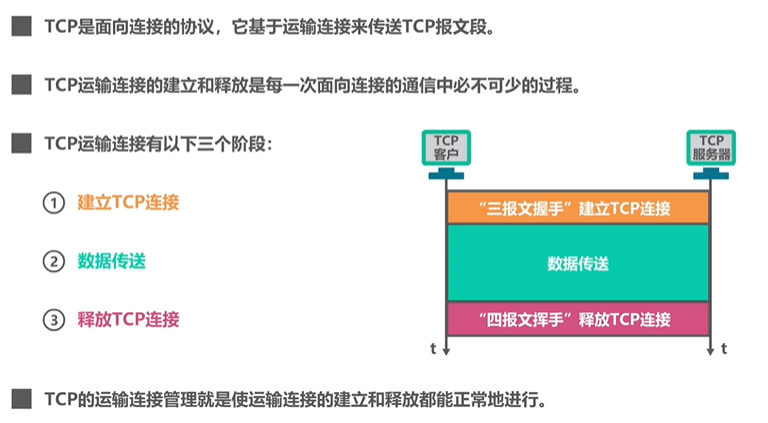 TCP是面向连接的协议，它基于运输连接来传送TCP报文段。
TCP运输连接的建立和释放是每一次面向连接的通信中必不可少的过程。
TCP运输连接有以下三个阶段：
① 建立TCP连接
② 数据传送
③ 释放TCP连接
TCP
客户
TCP
服务器
“三报文握手”建立TCP连接
数据传送
“四报文挥手”释放TCP连接
t
t
TCP的运输连接管理就是使运输连接的建立和释放都能正常地进行。